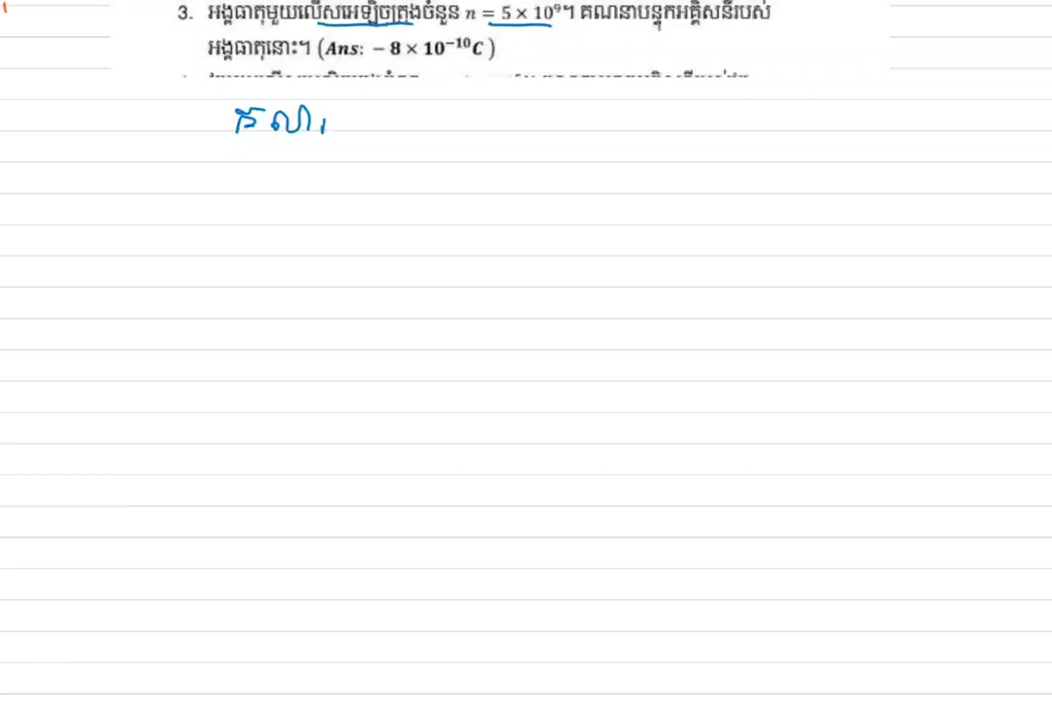 3. អង្គធាតុមួយលើសអេឡិចត្រុងចំនួន n = 5 × 10⁹។ គណនាបន្ទុកអគ្គិសនីរបស់
អង្គធាតុនោះ។ (Ans: − 8 × 10⁻¹⁰C)